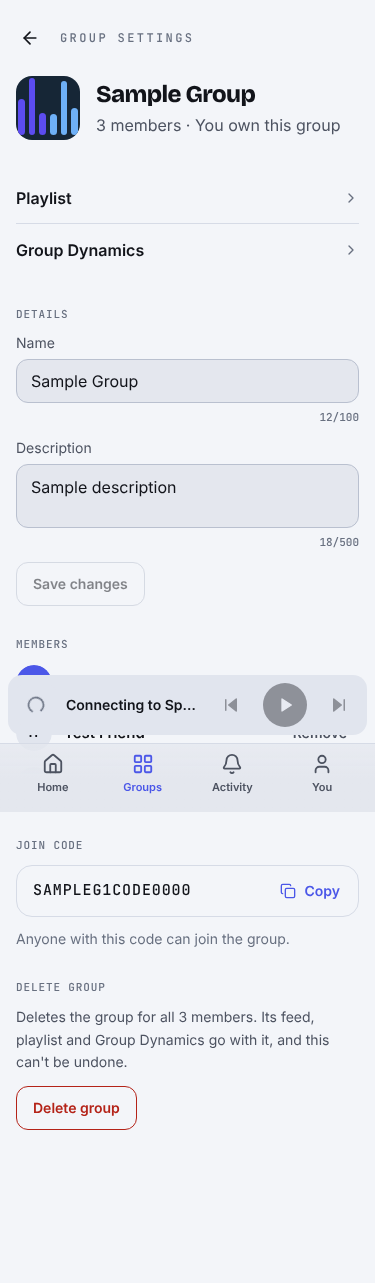 GROUP SETTINGS
Sample Group
3 members · You own this group
Playlist
Group Dynamics
DETAILS
Name
Sample Group
12/100
Description
Sample description
18/500
Save changes
MEMBERS
Connecting to Sp...
Test Friend
Remove
Home
Groups
Activity
You
JOIN CODE
SAMPLEG1CODE0000
Copy
Anyone with this code can join the group.
DELETE GROUP
Deletes the group for all 3 members. Its feed,
playlist and Group Dynamics go with it, and this
can't be undone.
Delete group